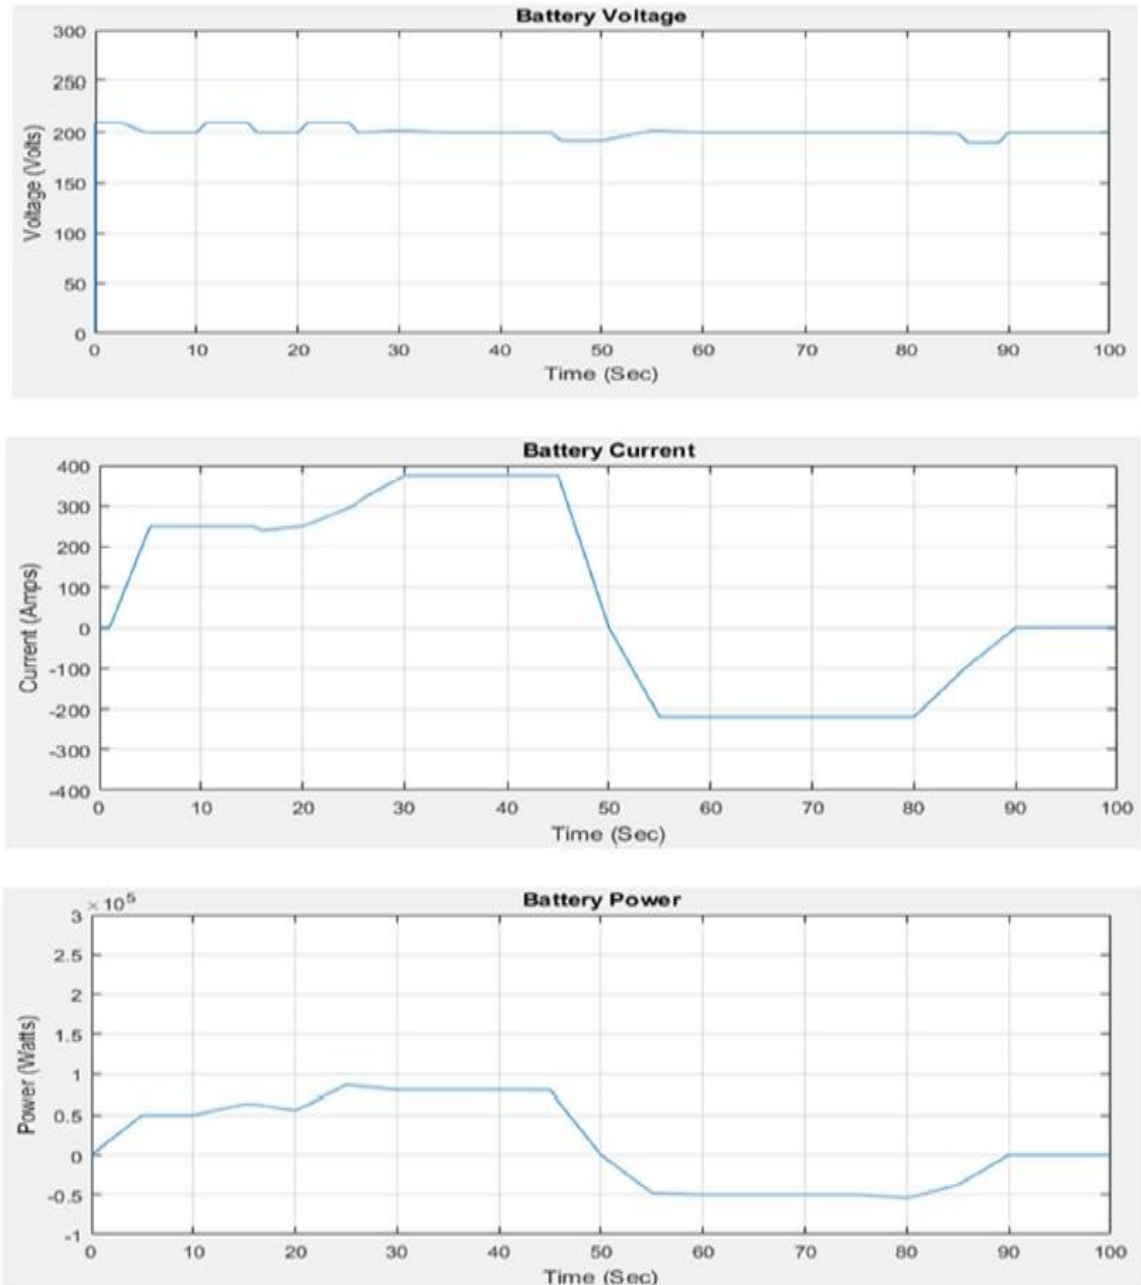 Battery Voltage
300
250
200
150
100
50
0
Voltage (Volts)
0 10 20 30 40 50 60 70 80 90 100
Time (Sec)
Battery Current
400
300
200
100
0
-100
-200
-300
-400
Current (Amps)
0 10 20 30 40 50 60 70 80 90 100
Time (Sec)
Battery Power
×10⁵
3
2.5
2
1.5
1
0.5
0
-0.5
-1
Power (Watts)
0 10 20 30 40 50 60 70 80 90 100
Time (Sec)